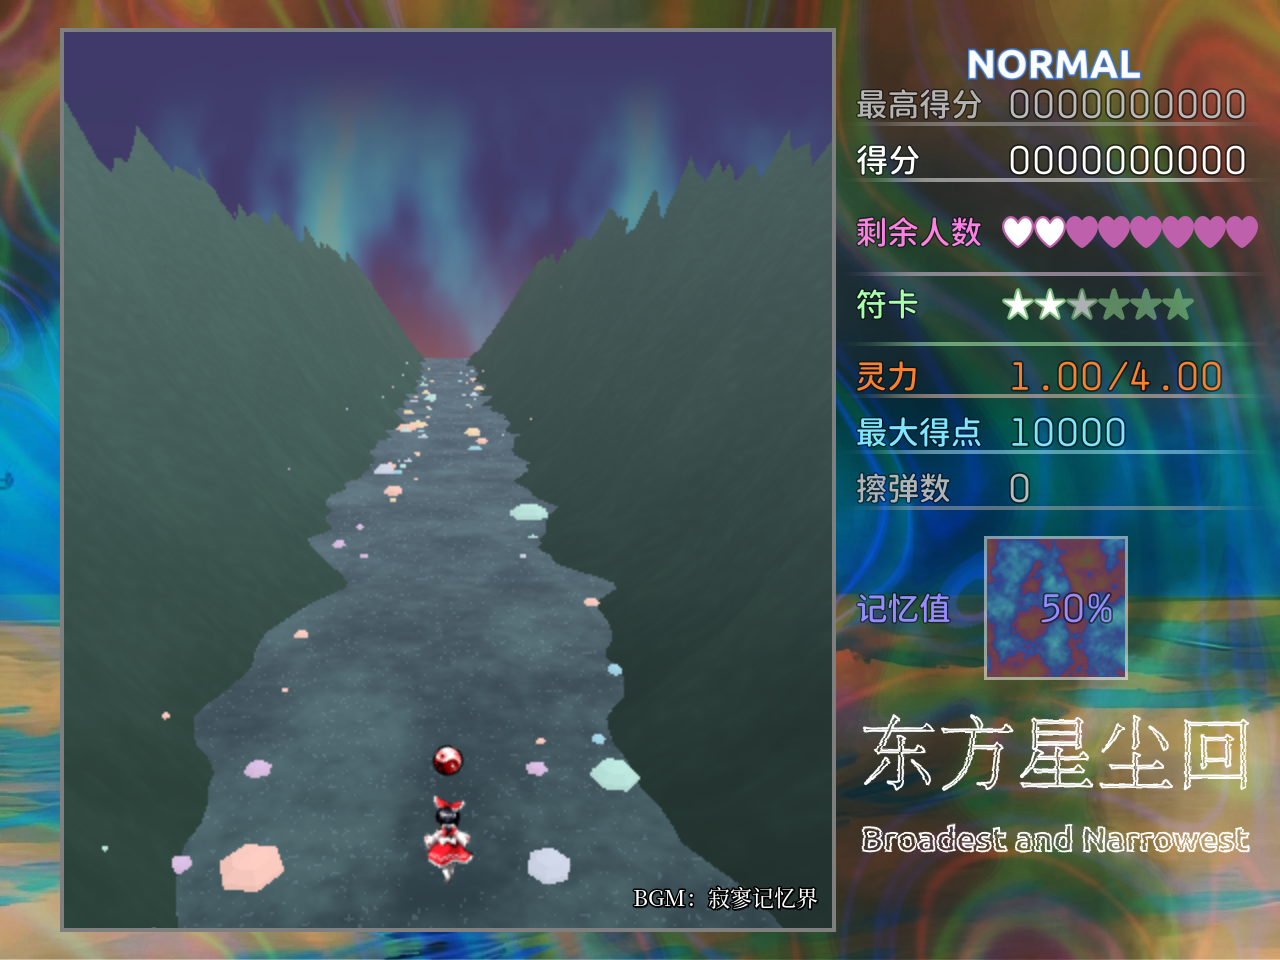 NORMAL
最高得分 0000000000
得分 0000000000
剩余人数
符卡
灵力 1.00/4.00
最大得点 10000
擦弹数 0
记忆值 50%
东方星尘回
Broadest and Narrowest
BGM：寂寥记忆界